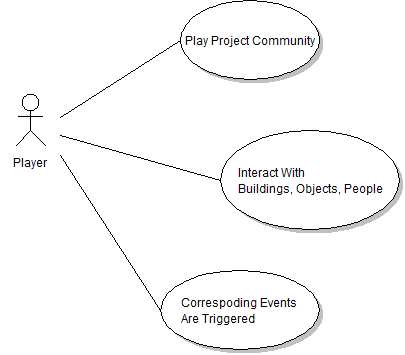 Play Project Community
Player
Interact With
Buildings, Objects, People
Correspoding Events
Are Triggered